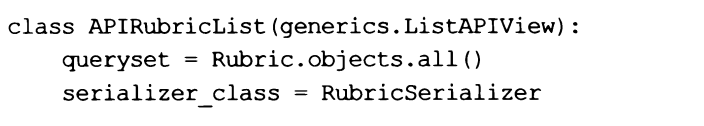 class APIRubricList(generics.ListAPIView):
    queryset = Rubric.objects.all()
    serializer_class = RubricSerializer